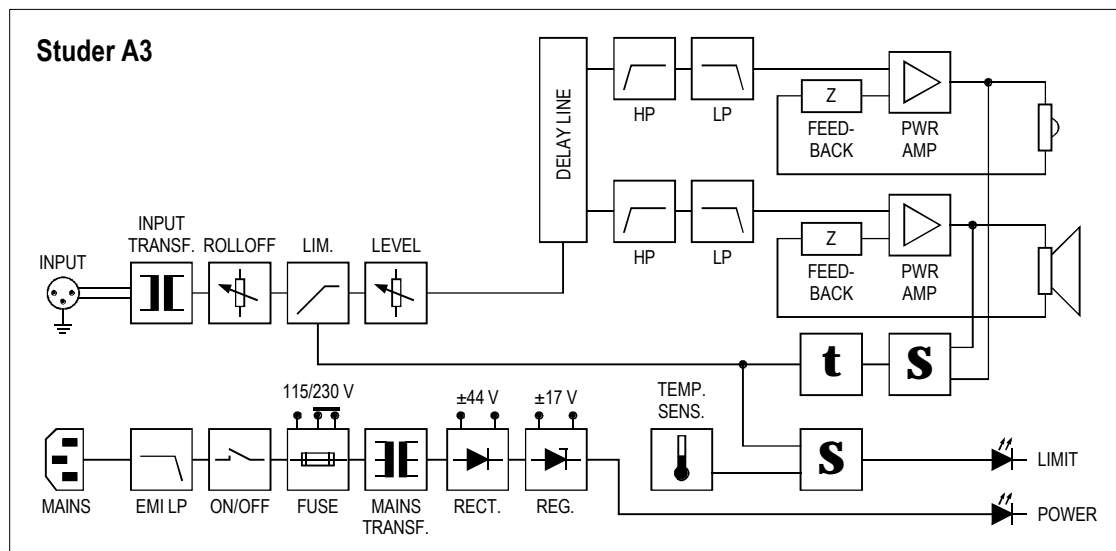 Studer A3
DELAY LINE
HP
LP
Z
FEED-
BACK
PWR
AMP
HP
LP
Z
FEED-
BACK
PWR
AMP
INPUT
INPUT
TRANSF.
ROLLOFF
LIM.
LEVEL
t
S
115/230 V
±44 V
±17 V
TEMP.
SENS.
S
LIMIT
MAINS
EMI LP
ON/OFF
FUSE
MAINS
TRANSF.
RECT.
REG.
POWER